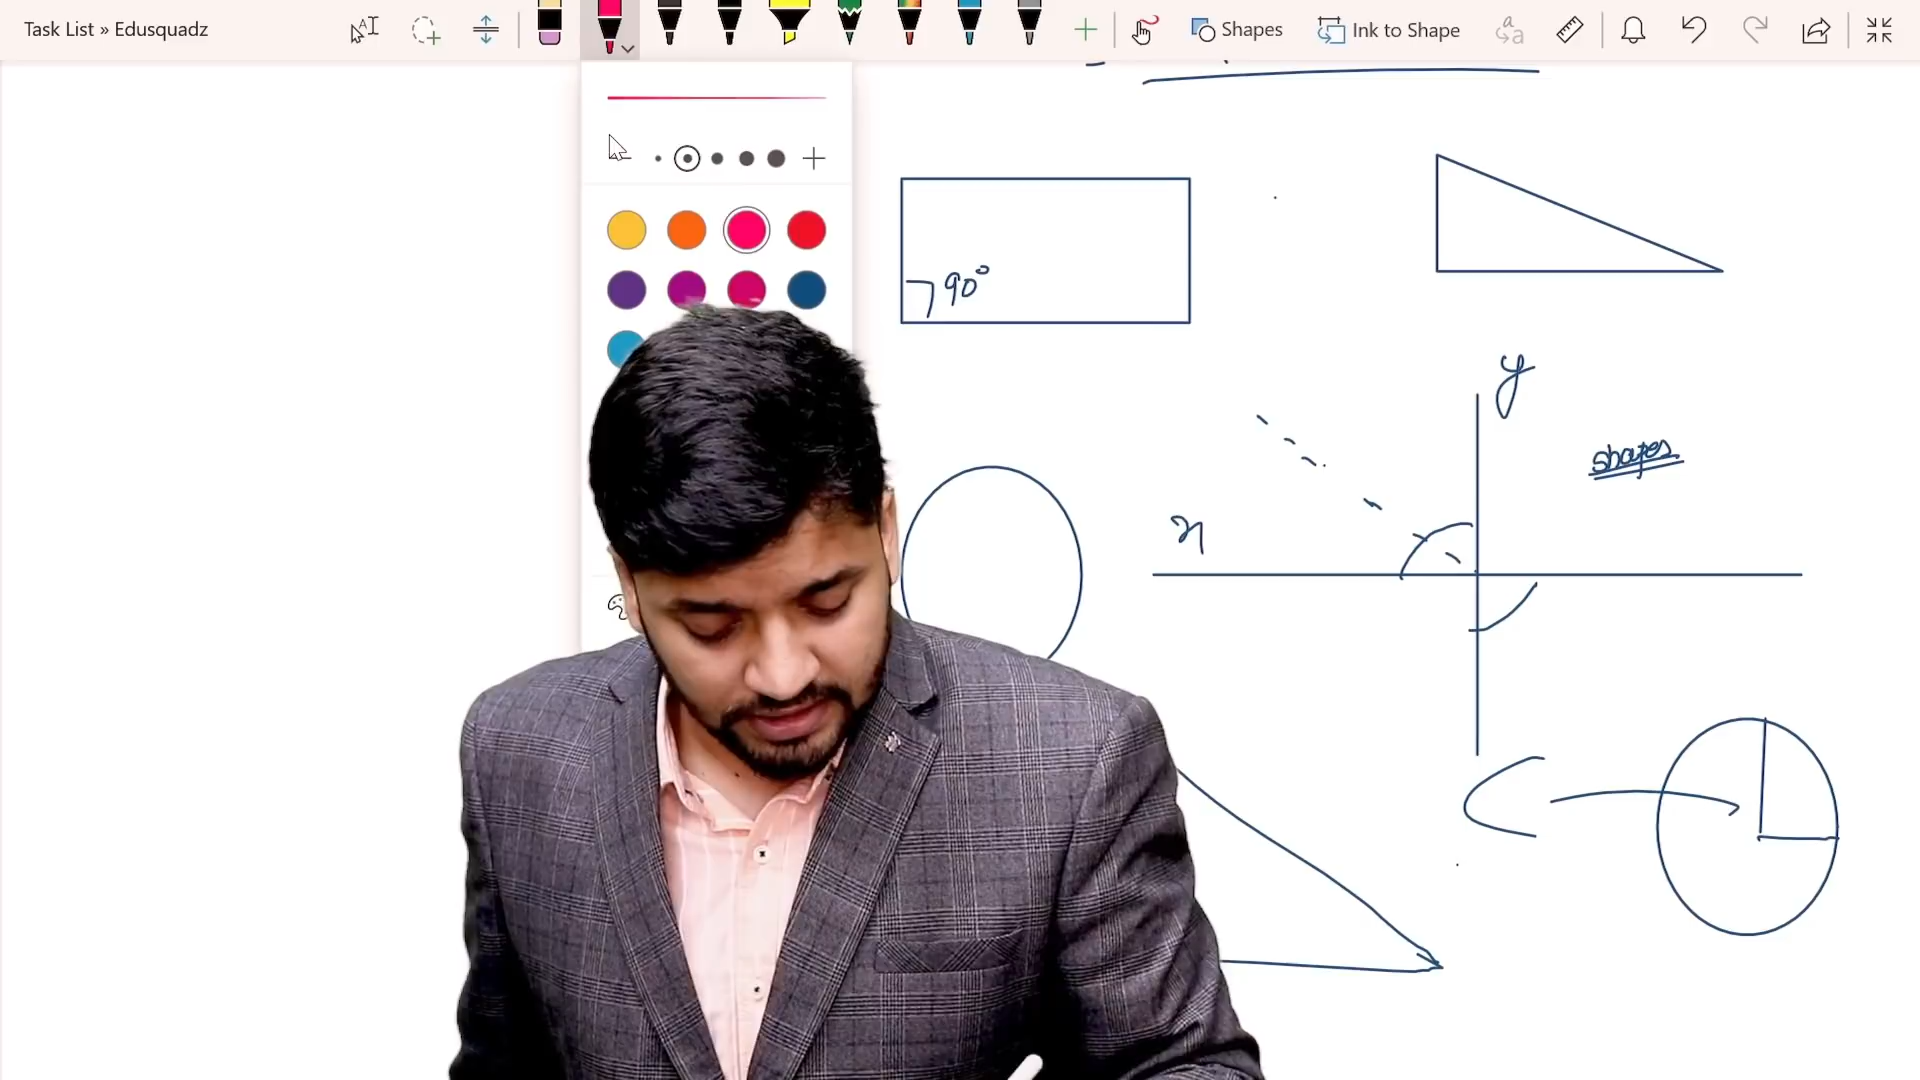 Task List » Edusquadz
Shapes
Ink to Shape
90°
y
shapes
x